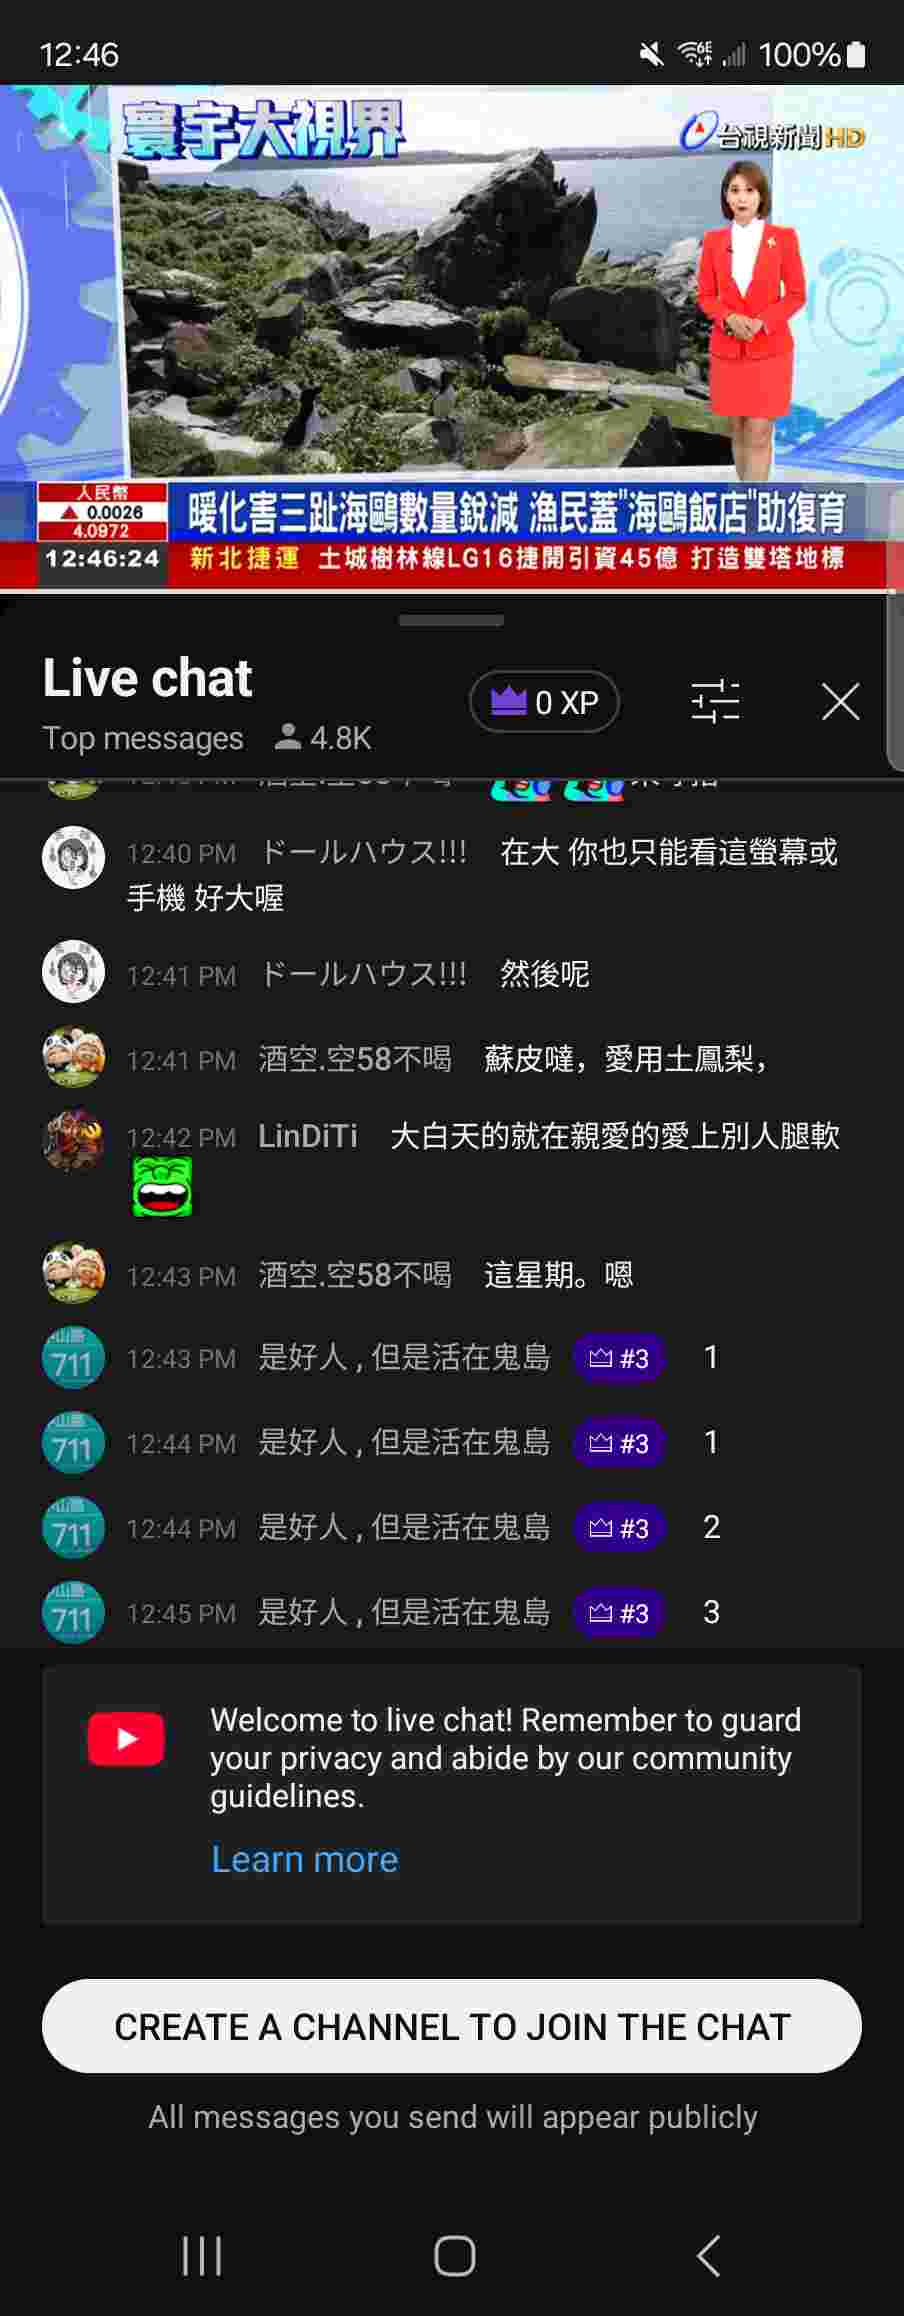 12:46
6E
100%
寰宇大視界
台視新聞HD
人民幣
▲ 0.0026
4.0972
暖化害三趾海鷗數量銳減 漁民蓋"海鷗飯店"助復育
12:46:24
新北捷運 土城樹林線LG16捷開引資45億 打造雙塔地標
Live chat
0 XP
Top messages 4.8K
12:40 PM ドールハウス!!! 在大 你也只能看這螢幕或
手機 好大喔
12:41 PM ドールハウス!!! 然後呢
12:41 PM 酒空.空58不喝 蘇皮噠，愛用土鳳梨，
12:42 PM LinDiTi 大白天的就在親愛的愛上別人腿軟
12:43 PM 酒空.空58不喝 這星期。嗯
711 12:43 PM 是好人 , 但是活在鬼島 #3 1
711 12:44 PM 是好人 , 但是活在鬼島 #3 1
711 12:44 PM 是好人 , 但是活在鬼島 #3 2
711 12:45 PM 是好人 , 但是活在鬼島 #3 3
Welcome to live chat! Remember to guard
your privacy and abide by our community
guidelines.
Learn more
CREATE A CHANNEL TO JOIN THE CHAT
All messages you send will appear publicly